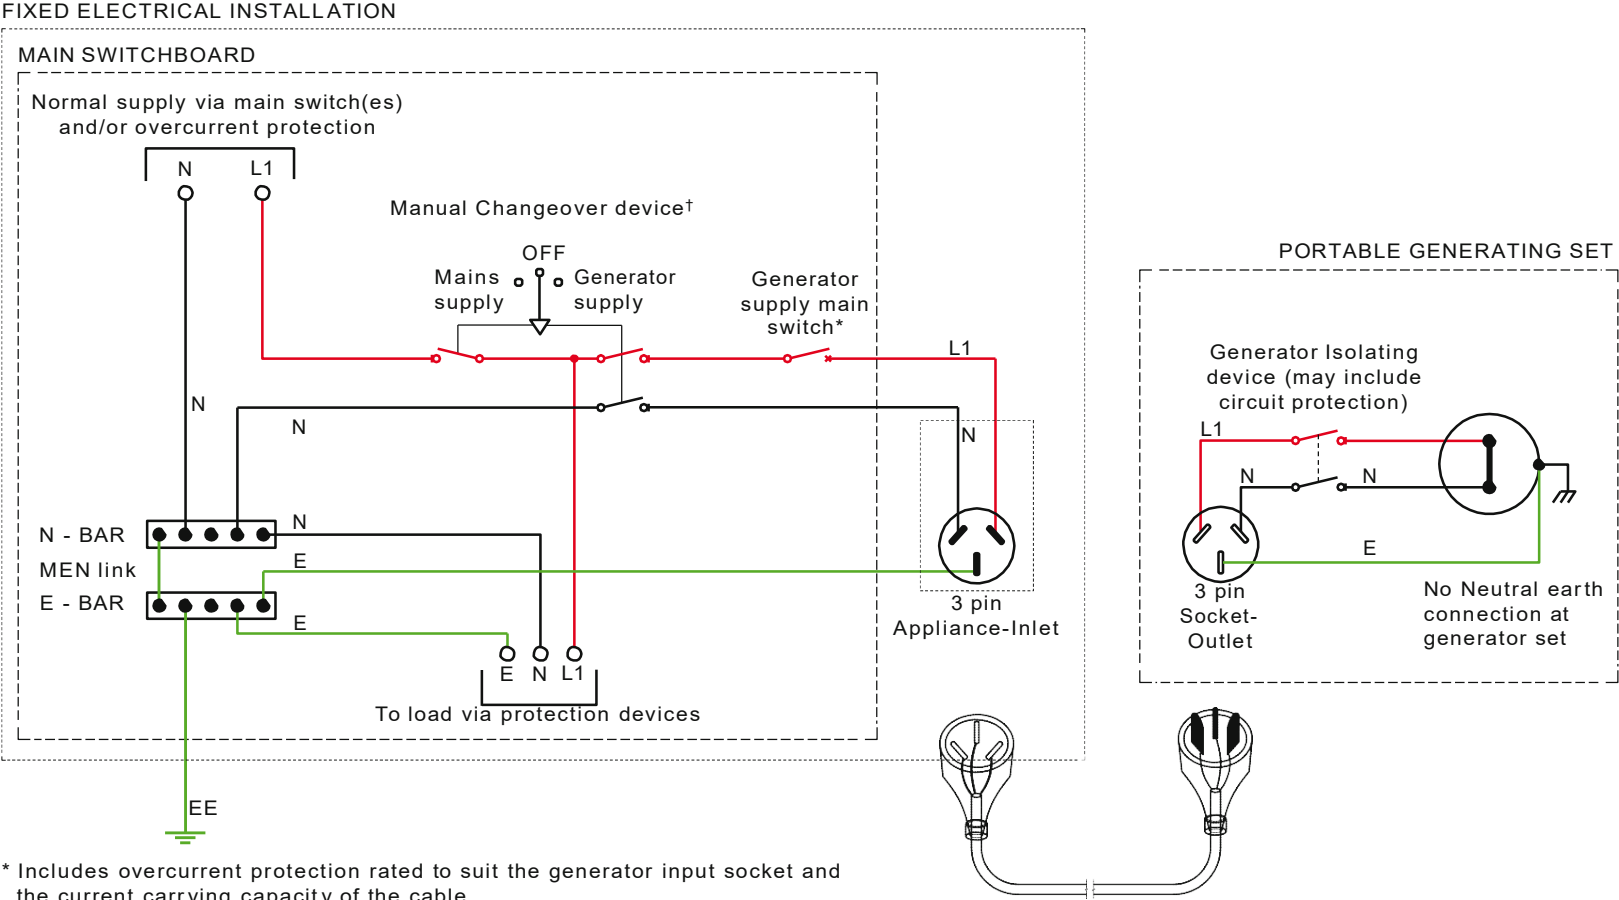 FIXED ELECTRICAL INSTALLATION
MAIN SWITCHBOARD
Normal supply via main switch(es)
and/or overcurrent protection
N
L1
Manual Changeover device†
OFF
Mains
supply
Generator
supply
Generator
supply main
switch*
L1
N
N
N
N - BAR
N
MEN link
E
E - BAR
E
E
N
L1
To load via protection devices
3 pin
Appliance-Inlet
EE
PORTABLE GENERATING SET
Generator Isolating
device (may include
circuit protection)
L1
N
N
E
3 pin
Socket-
Outlet
No Neutral earth
connection at
generator set
* Includes overcurrent protection rated to suit the generator input socket and
the current carrying capacity of the cable